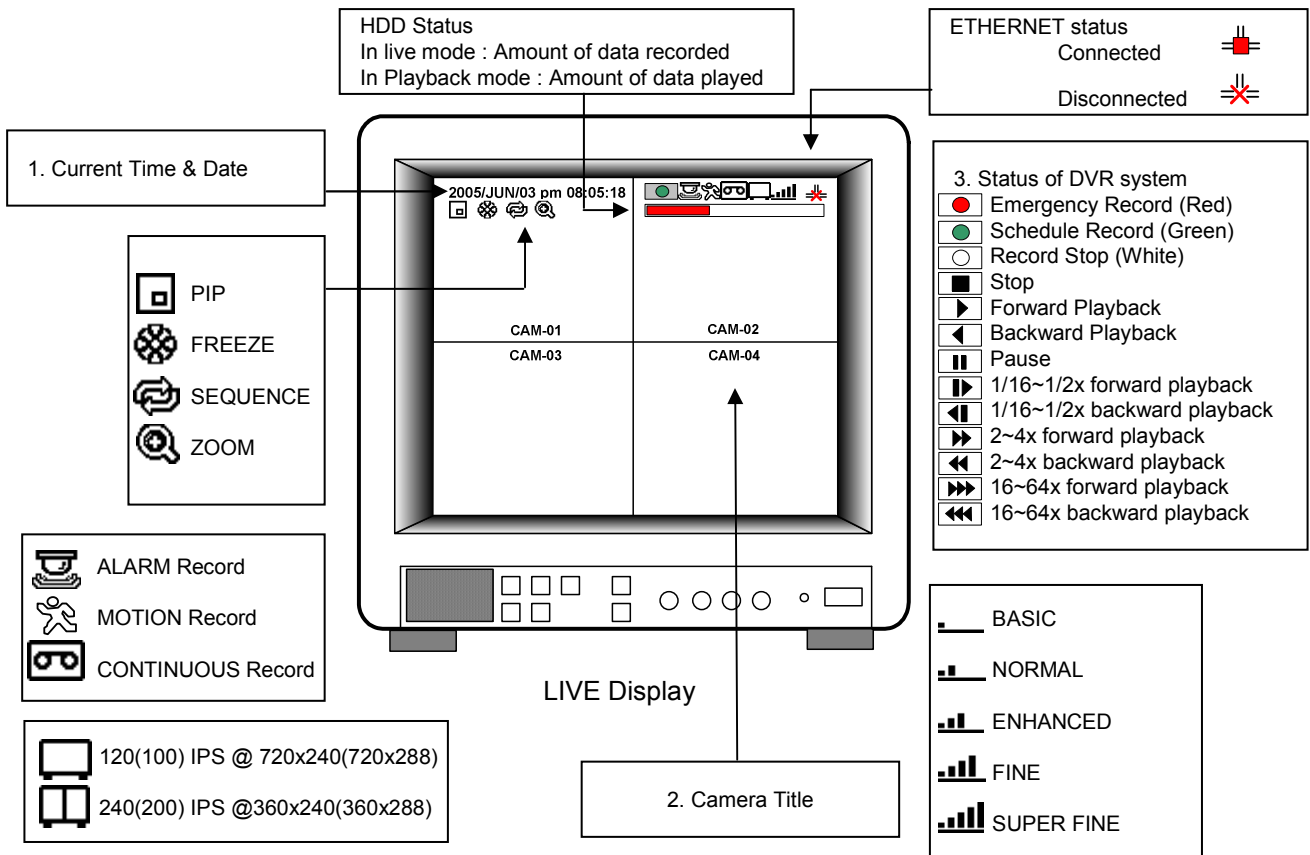 HDD Status
In live mode : Amount of data recorded
In Playback mode : Amount of data played
ETHERNET status
Connected
Disconnected
1. Current Time & Date
2005/JUN/03 pm 08:05:18
CAM-01
CAM-02
CAM-03
CAM-04
PIP
FREEZE
SEQUENCE
ZOOM
3. Status of DVR system
Emergency Record (Red)
Schedule Record (Green)
Record Stop (White)
Stop
Forward Playback
Backward Playback
Pause
1/16~1/2x forward playback
1/16~1/2x backward playback
2~4x forward playback
2~4x backward playback
16~64x forward playback
16~64x backward playback
ALARM Record
MOTION Record
CONTINUOUS Record
LIVE Display
120(100) IPS @ 720x240(720x288)
240(200) IPS @360x240(360x288)
2. Camera Title
BASIC
NORMAL
ENHANCED
FINE
SUPER FINE